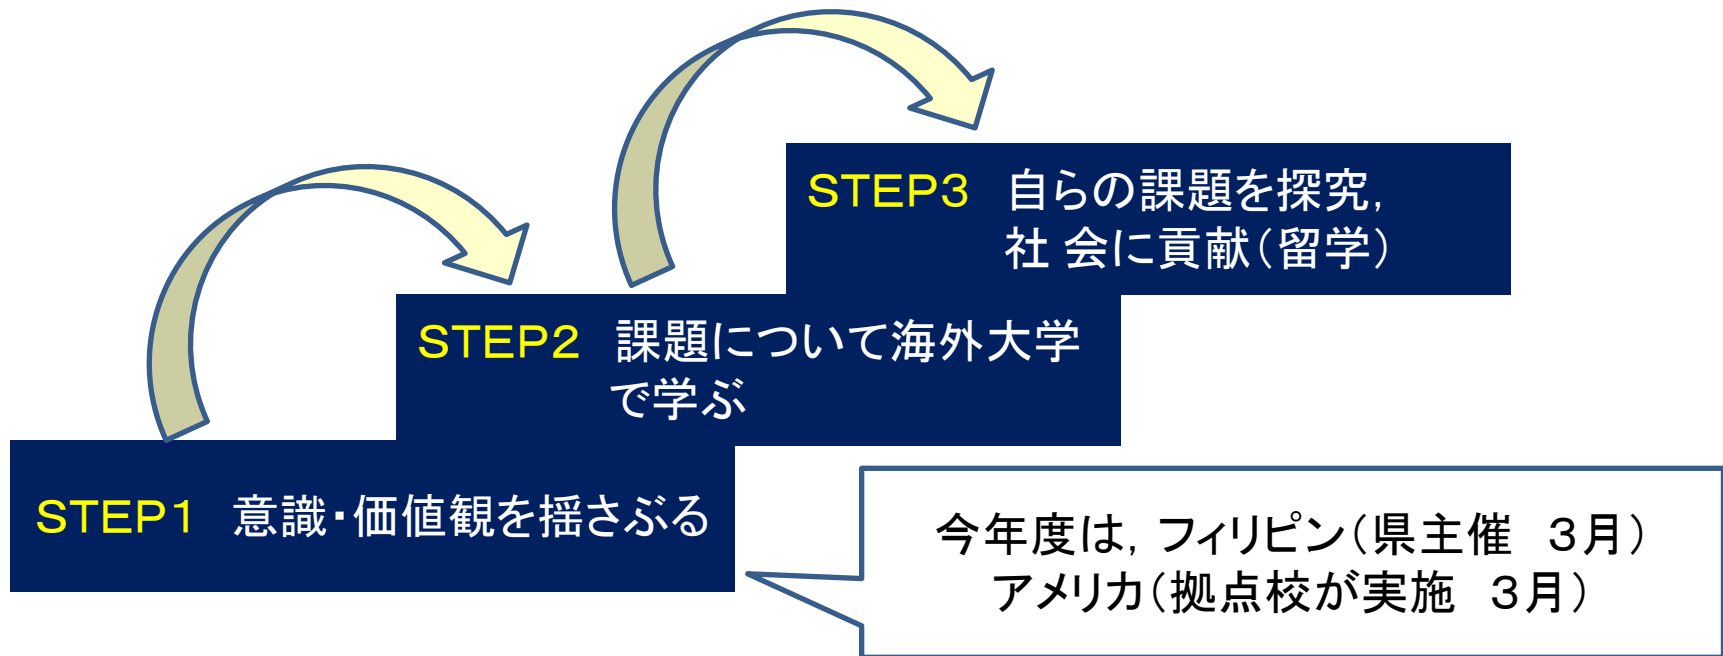 STEP3　自らの課題を探究,
社 会に貢献（留学）
STEP2　課題について海外大学
で学ぶ
STEP1　意識・価値観を揺さぶる
今年度は, フィリピン（県主催　３月）
アメリカ（拠点校が実施　３月）